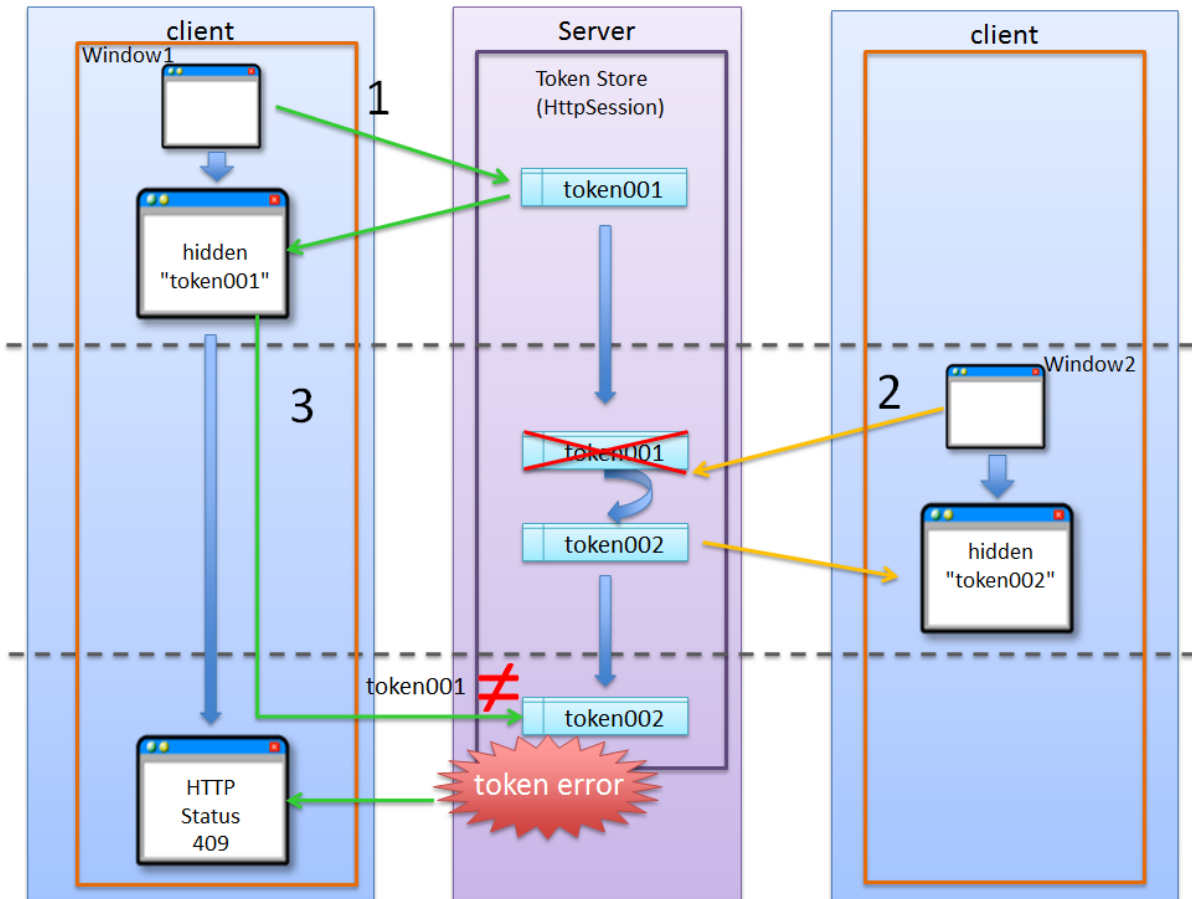 client
Server
client
Window1
1
Token Store
(HttpSession)
token001
hidden
"token001"
Window2
3
2
token001
token002
hidden
"token002"
token001
≠
token002
token error
HTTP
Status
409